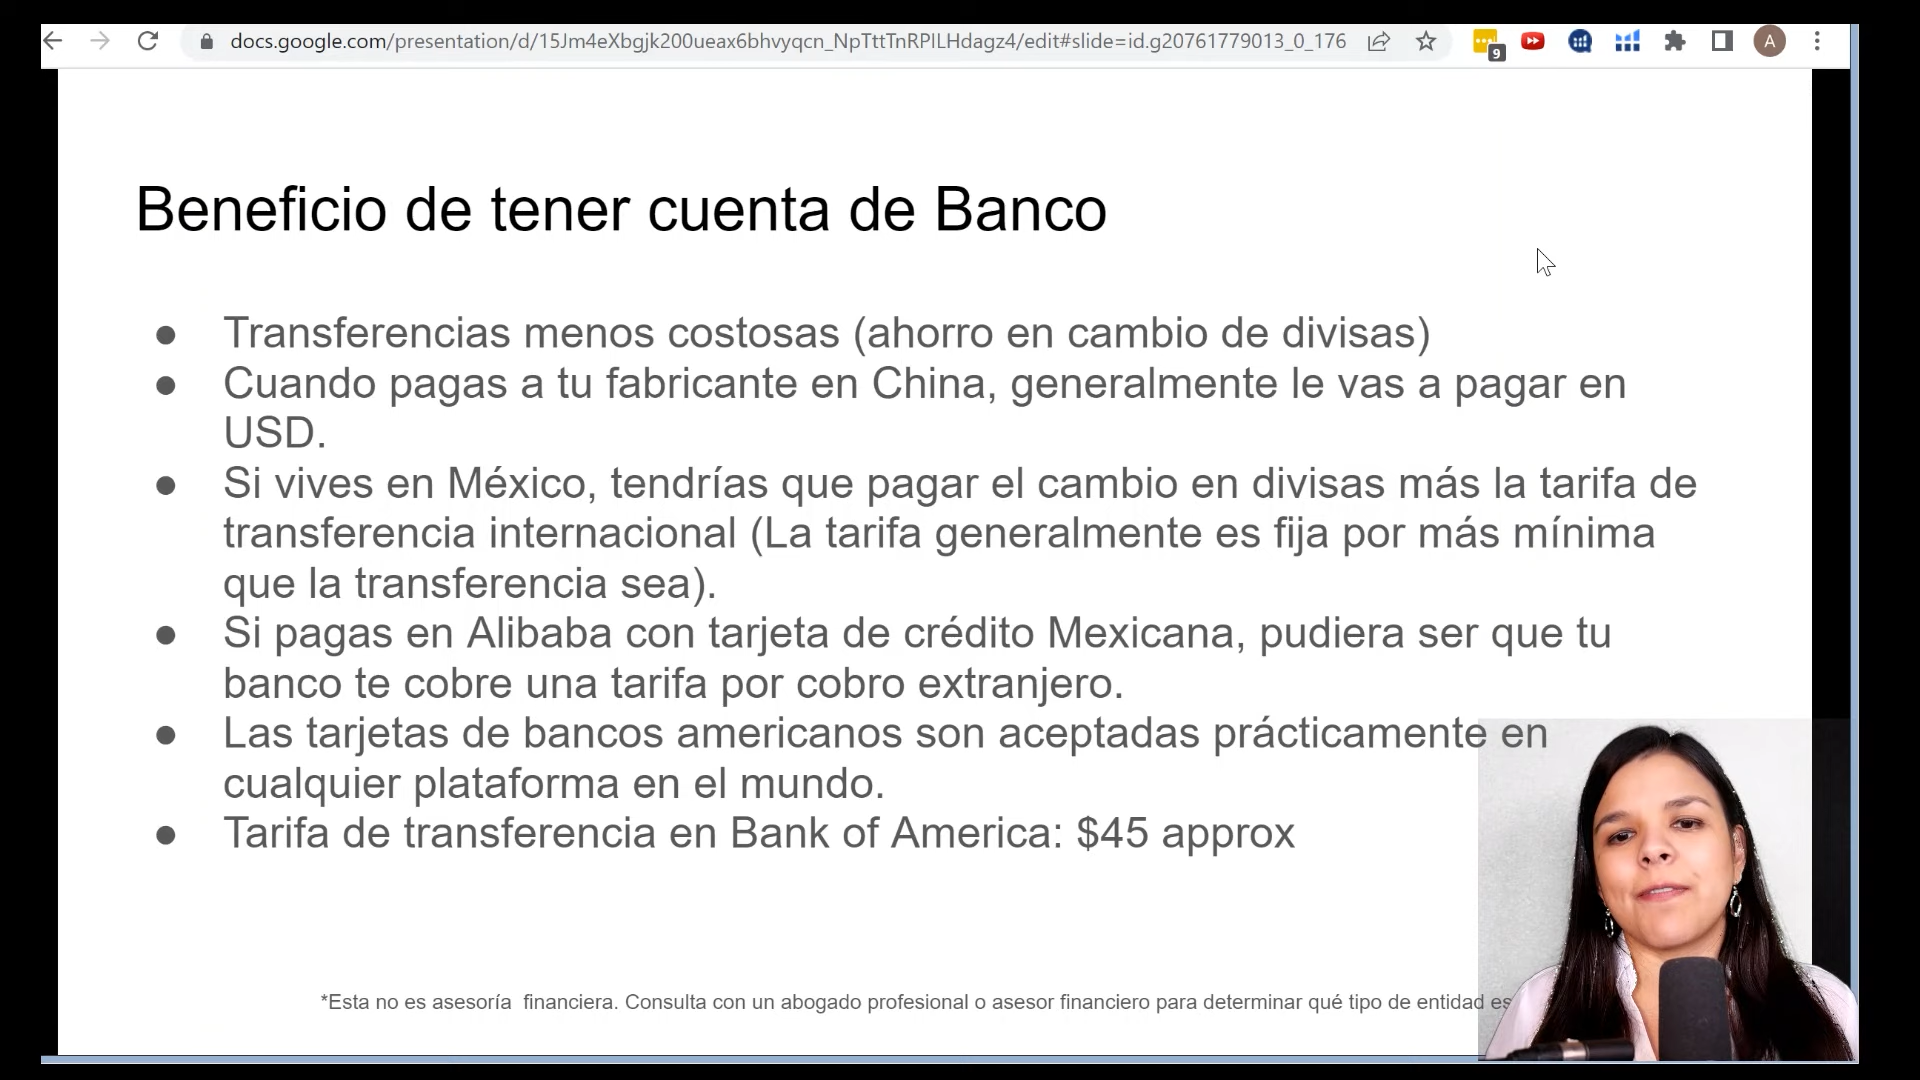 docs.google.com/presentation/d/15Jm4eXbgjk200ueax6bhvyqcn_NpTttTnRPlLHdagz4/edit#slide=id.g20761779013_0_176
9
A
Beneficio de tener cuenta de Banco
● Transferencias menos costosas (ahorro en cambio de divisas)
● Cuando pagas a tu fabricante en China, generalmente le vas a pagar en
USD.
● Si vives en México, tendrías que pagar el cambio en divisas más la tarifa de
transferencia internacional (La tarifa generalmente es fija por más mínima
que la transferencia sea).
● Si pagas en Alibaba con tarjeta de crédito Mexicana, pudiera ser que tu
banco te cobre una tarifa por cobro extranjero.
● Las tarjetas de bancos americanos son aceptadas prácticamente en
cualquier plataforma en el mundo.
● Tarifa de transferencia en Bank of America: $45 approx
*Esta no es asesoría financiera. Consulta con un abogado profesional o asesor financiero para determinar qué tipo de entidad es